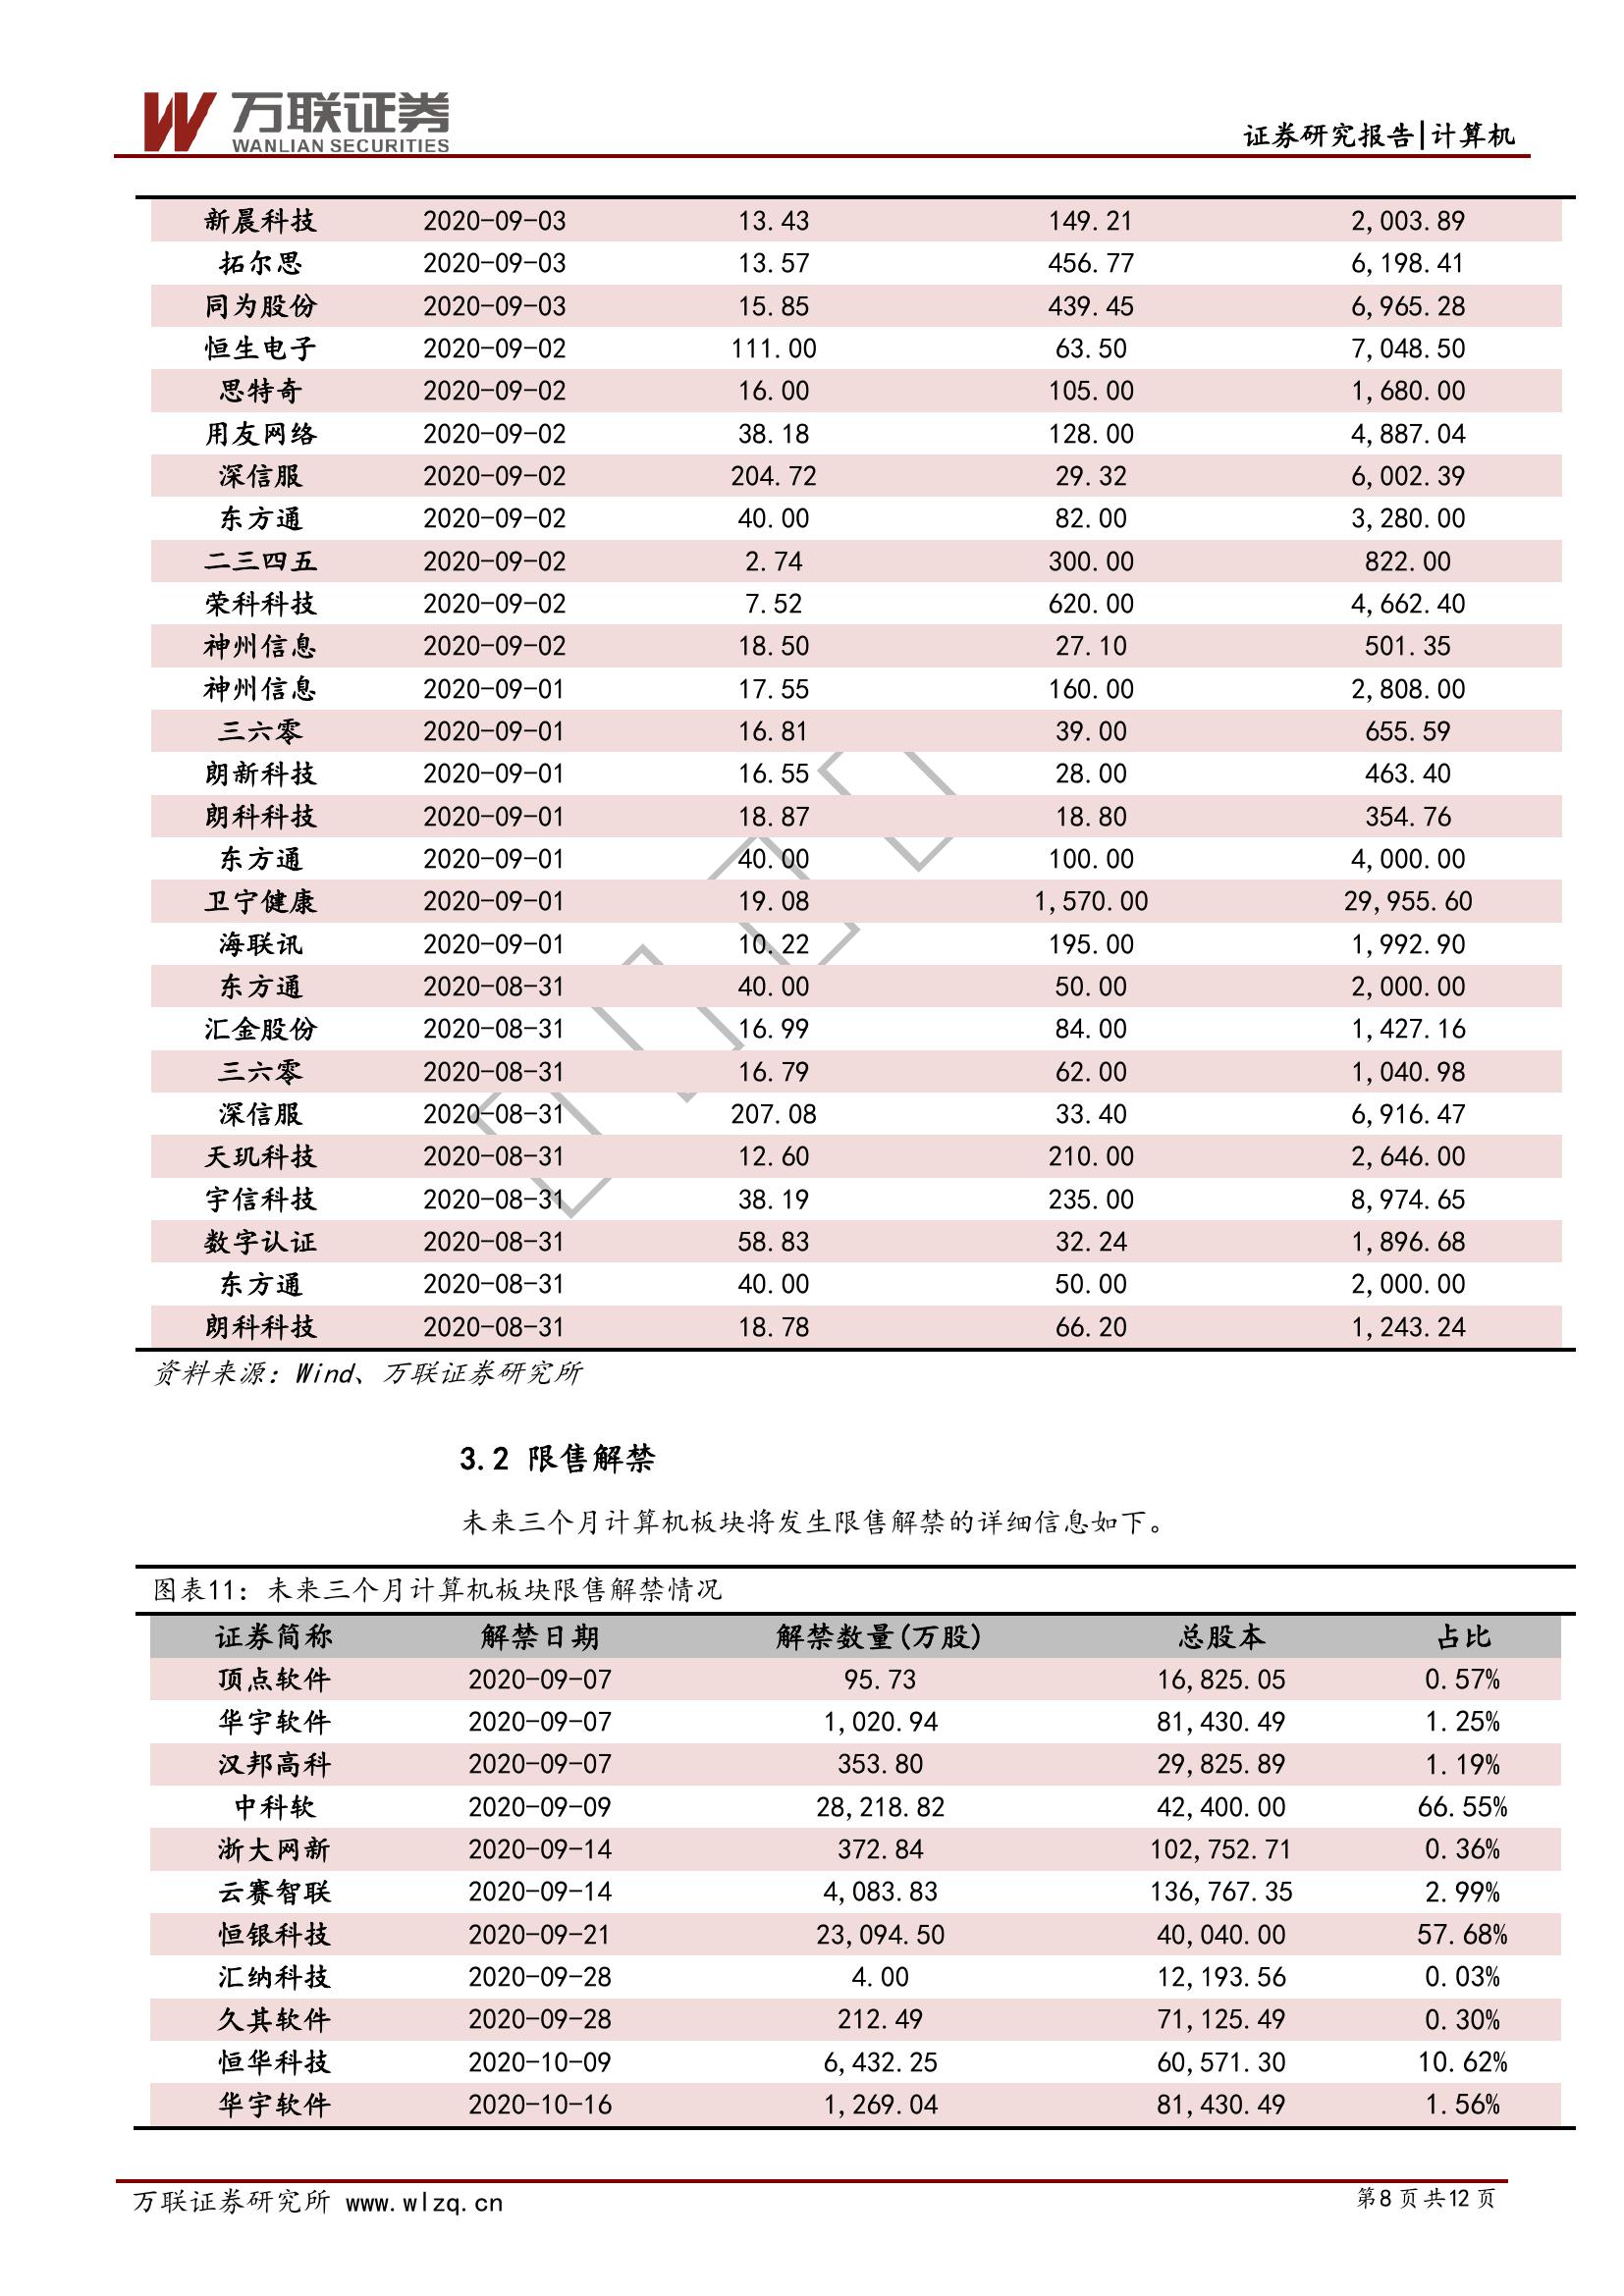 万联证券
WANLIAN SECURITIES
证券研究报告|计算机
新晨科技 2020-09-03 13.43 149.21 2,003.89
拓尔思 2020-09-03 13.57 456.77 6,198.41
同为股份 2020-09-03 15.85 439.45 6,965.28
恒生电子 2020-09-02 111.00 63.50 7,048.50
思特奇 2020-09-02 16.00 105.00 1,680.00
用友网络 2020-09-02 38.18 128.00 4,887.04
深信服 2020-09-02 204.72 29.32 6,002.39
东方通 2020-09-02 40.00 82.00 3,280.00
二三四五 2020-09-02 2.74 300.00 822.00
荣科科技 2020-09-02 7.52 620.00 4,662.40
神州信息 2020-09-02 18.50 27.10 501.35
神州信息 2020-09-01 17.55 160.00 2,808.00
三六零 2020-09-01 16.81 39.00 655.59
朗新科技 2020-09-01 16.55 28.00 463.40
朗科科技 2020-09-01 18.87 18.80 354.76
东方通 2020-09-01 40.00 100.00 4,000.00
卫宁健康 2020-09-01 19.08 1,570.00 29,955.60
海联讯 2020-09-01 10.22 195.00 1,992.90
东方通 2020-08-31 40.00 50.00 2,000.00
汇金股份 2020-08-31 16.99 84.00 1,427.16
三六零 2020-08-31 16.79 62.00 1,040.98
深信服 2020-08-31 207.08 33.40 6,916.47
天玑科技 2020-08-31 12.60 210.00 2,646.00
宇信科技 2020-08-31 38.19 235.00 8,974.65
数字认证 2020-08-31 58.83 32.24 1,896.68
东方通 2020-08-31 40.00 50.00 2,000.00
朗科科技 2020-08-31 18.78 66.20 1,243.24
资料来源：Wind、万联证券研究所
3.2 限售解禁
未来三个月计算机板块将发生限售解禁的详细信息如下。
图表11：未来三个月计算机板块限售解禁情况
证券简称 解禁日期 解禁数量(万股) 总股本 占比
顶点软件 2020-09-07 95.73 16,825.05 0.57%
华宇软件 2020-09-07 1,020.94 81,430.49 1.25%
汉邦高科 2020-09-07 353.80 29,825.89 1.19%
中科软 2020-09-09 28,218.82 42,400.00 66.55%
浙大网新 2020-09-14 372.84 102,752.71 0.36%
云赛智联 2020-09-14 4,083.83 136,767.35 2.99%
恒银科技 2020-09-21 23,094.50 40,040.00 57.68%
汇纳科技 2020-09-28 4.00 12,193.56 0.03%
久其软件 2020-09-28 212.49 71,125.49 0.30%
恒华科技 2020-10-09 6,432.25 60,571.30 10.62%
华宇软件 2020-10-16 1,269.04 81,430.49 1.56%
万联证券研究所 www.wlzq.cn 第8页共12页